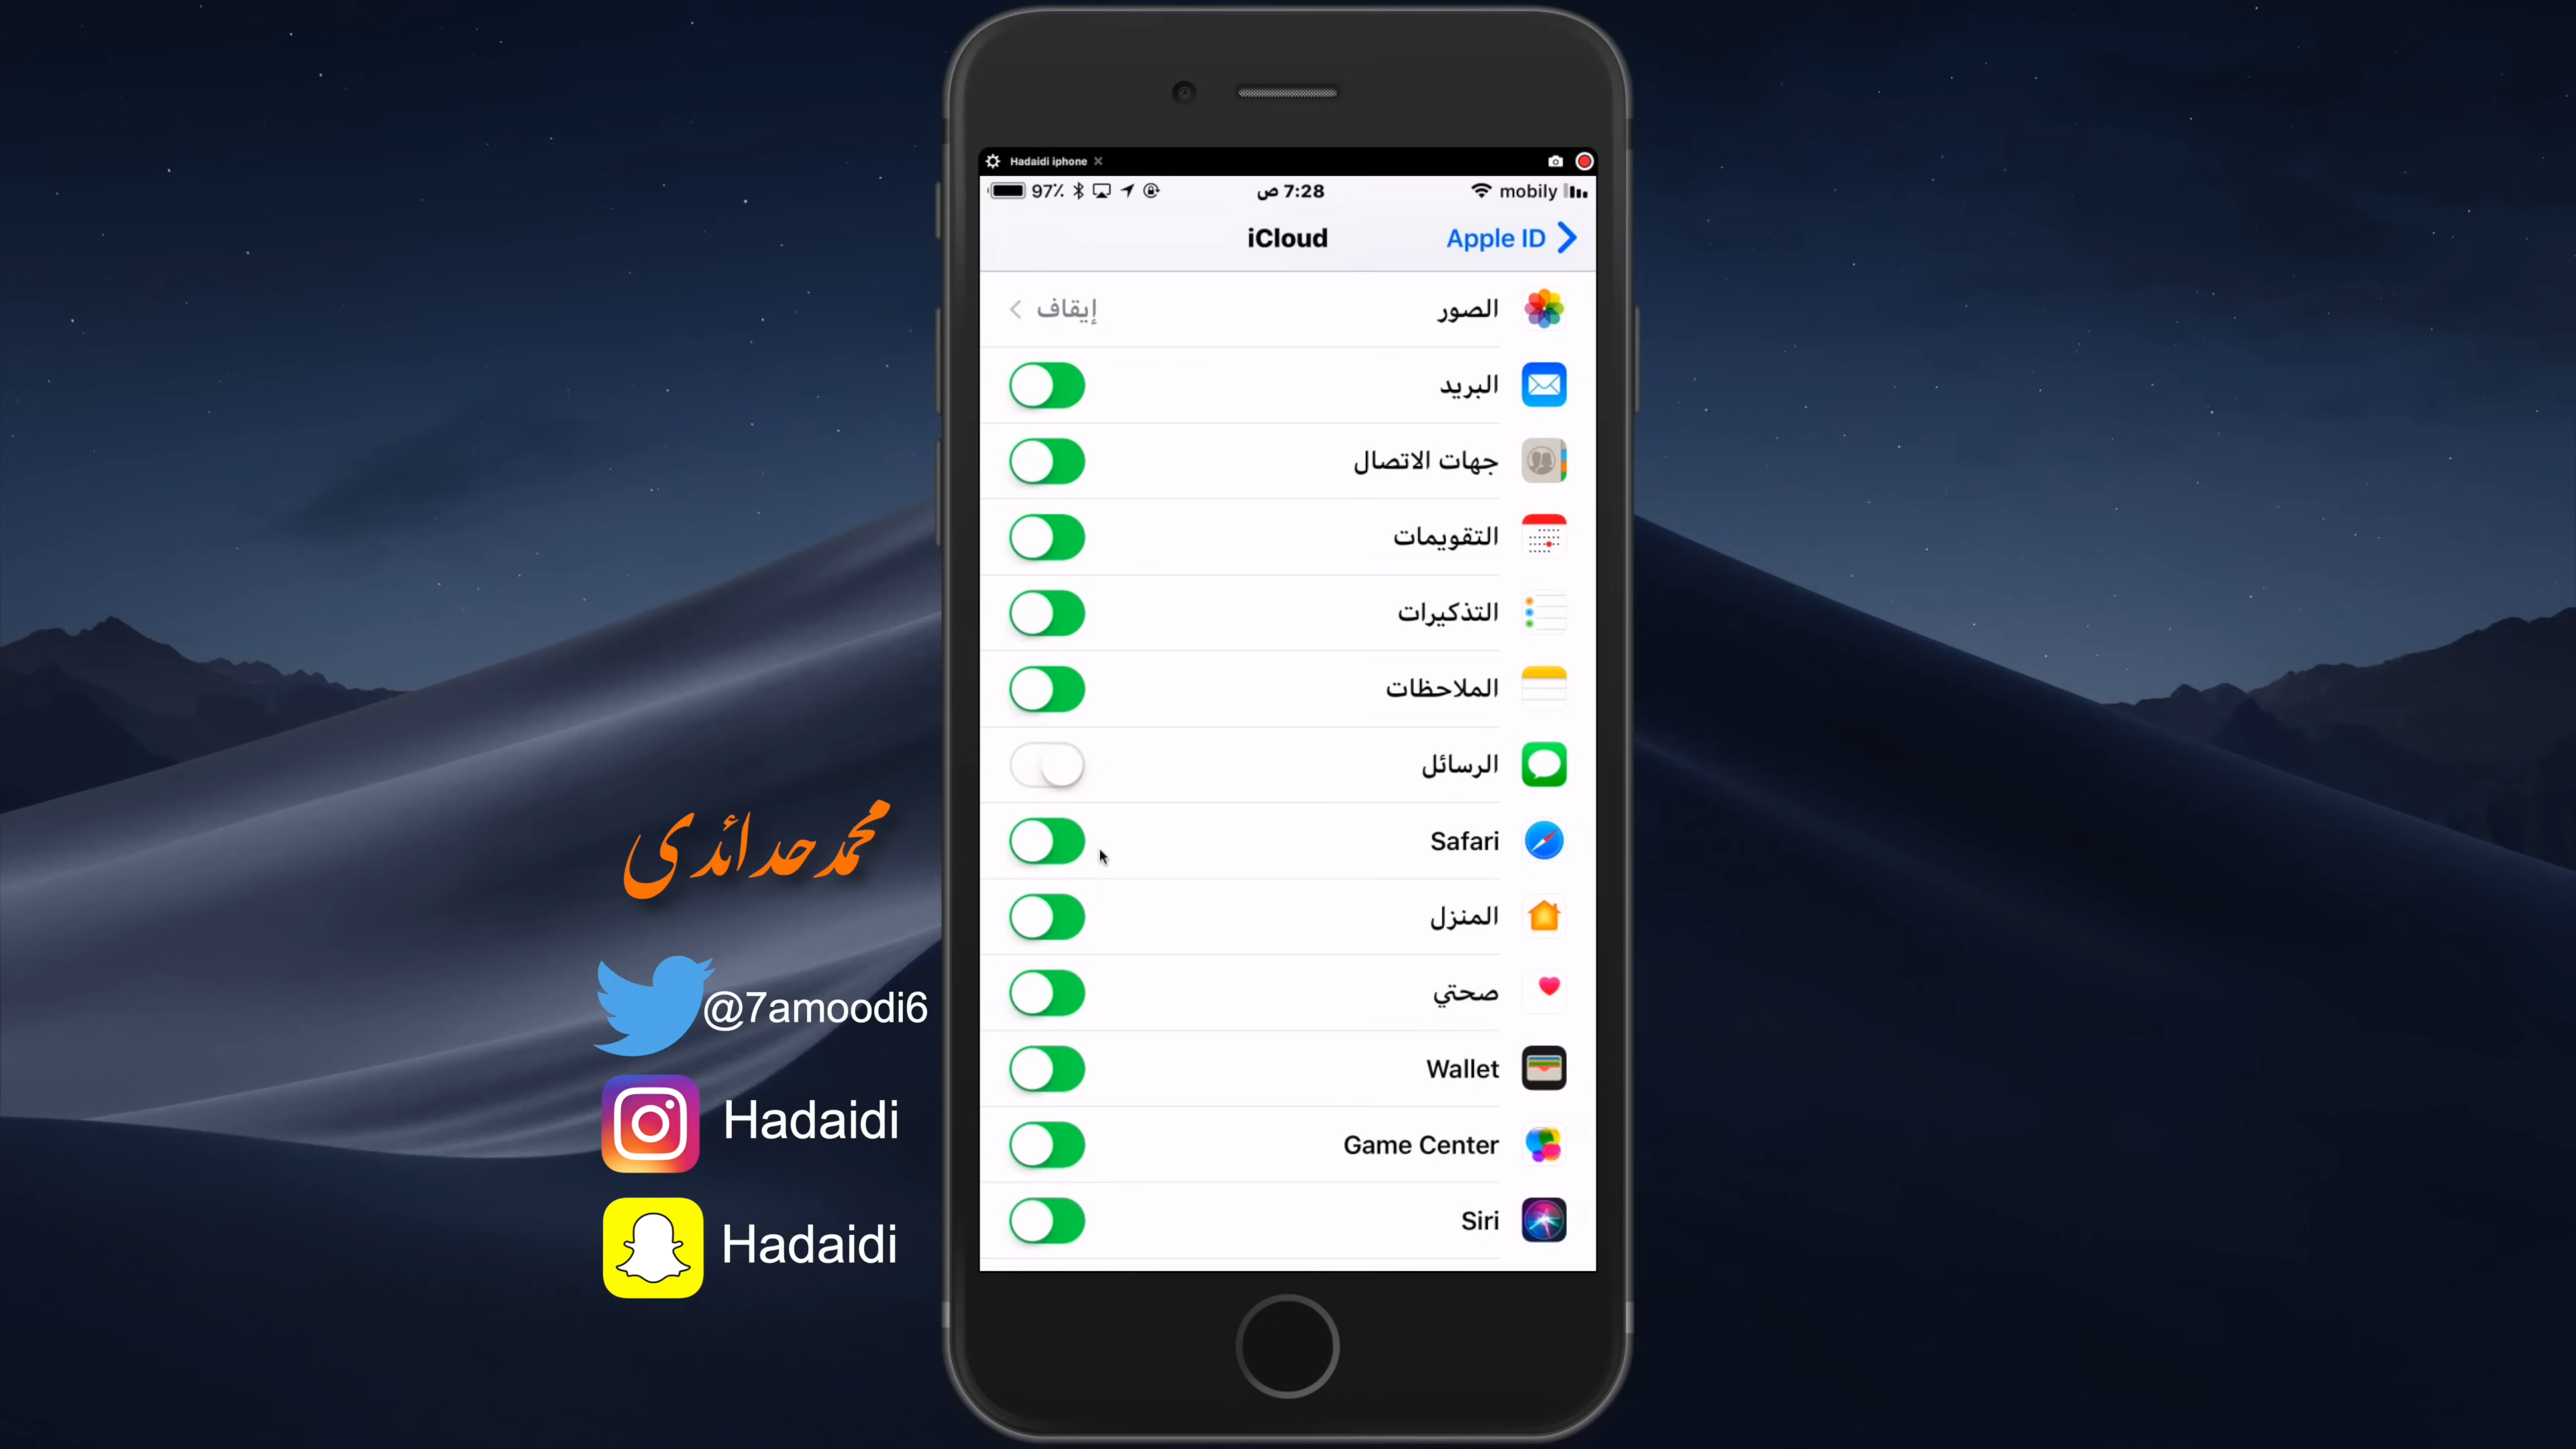 Hadaidi iphone
97٪ 7:28 ص mobily
iCloud
Apple ID
الصور
إيقاف
البريد
جهات الاتصال
التقويمات
التذكيرات
الملاحظات
الرسائل
Safari
المنزل
صحتي
Wallet
Game Center
Siri
محمد حدائدي
@7amoodi6
Hadaidi
Hadaidi